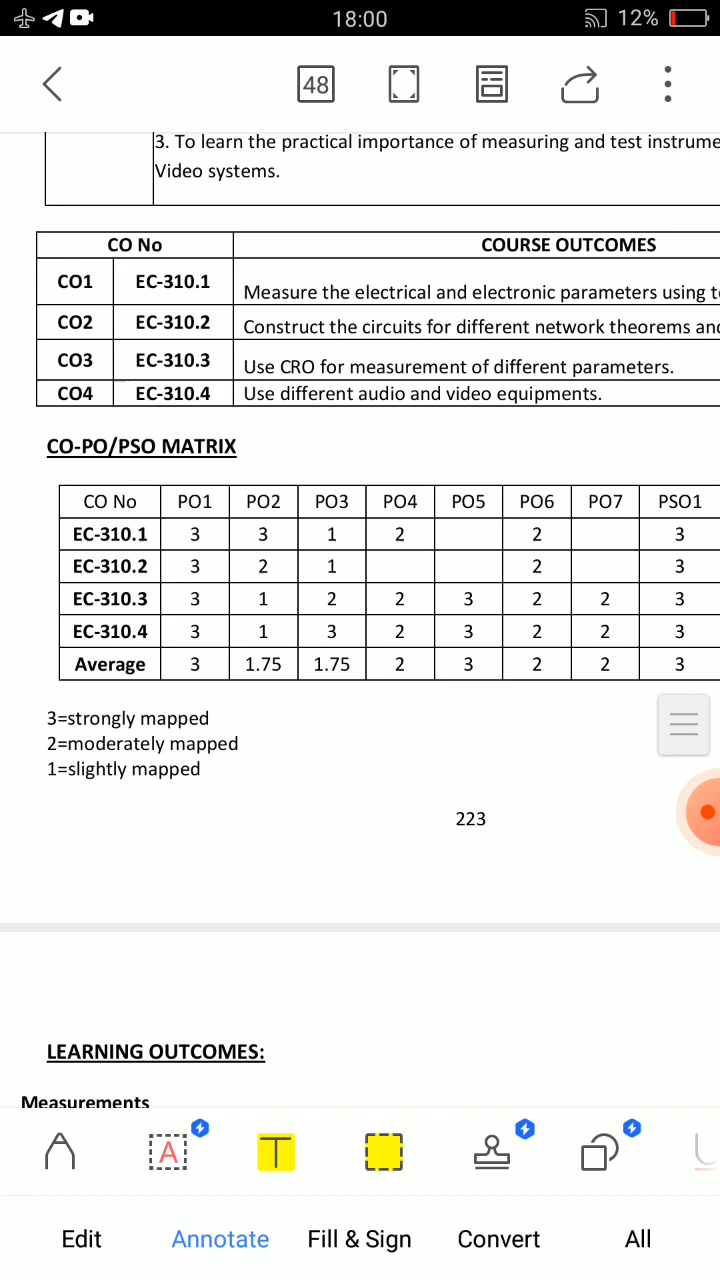 18:00
12%
48
3. To learn the practical importance of measuring and test instrume
Video systems.
CO No COURSE OUTCOMES
CO1 EC-310.1 Measure the electrical and electronic parameters using t
CO2 EC-310.2 Construct the circuits for different network theorems an
CO3 EC-310.3 Use CRO for measurement of different parameters.
CO4 EC-310.4 Use different audio and video equipments.
CO-PO/PSO MATRIX
CO No PO1 PO2 PO3 PO4 PO5 PO6 PO7 PSO1
EC-310.1 3 3 1 2 2 3
EC-310.2 3 2 1 2 3
EC-310.3 3 1 2 2 3 2 2 3
EC-310.4 3 1 3 2 3 2 2 3
Average 3 1.75 1.75 2 3 2 2 3
3=strongly mapped
2=moderately mapped
1=slightly mapped
223
LEARNING OUTCOMES:
Measurements
A T
Edit Annotate Fill & Sign Convert All